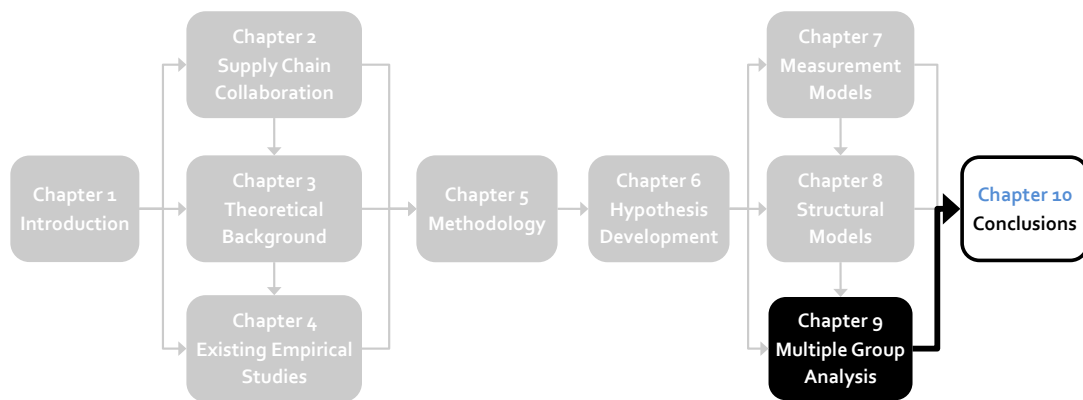 Chapter 1
Introduction
Chapter 2
Supply Chain
Collaboration
Chapter 3
Theoretical
Background
Chapter 4
Existing Empirical
Studies
Chapter 5
Methodology
Chapter 6
Hypothesis
Development
Chapter 7
Measurement
Models
Chapter 8
Structural
Models
Chapter 9
Multiple Group
Analysis
Chapter 10
Conclusions